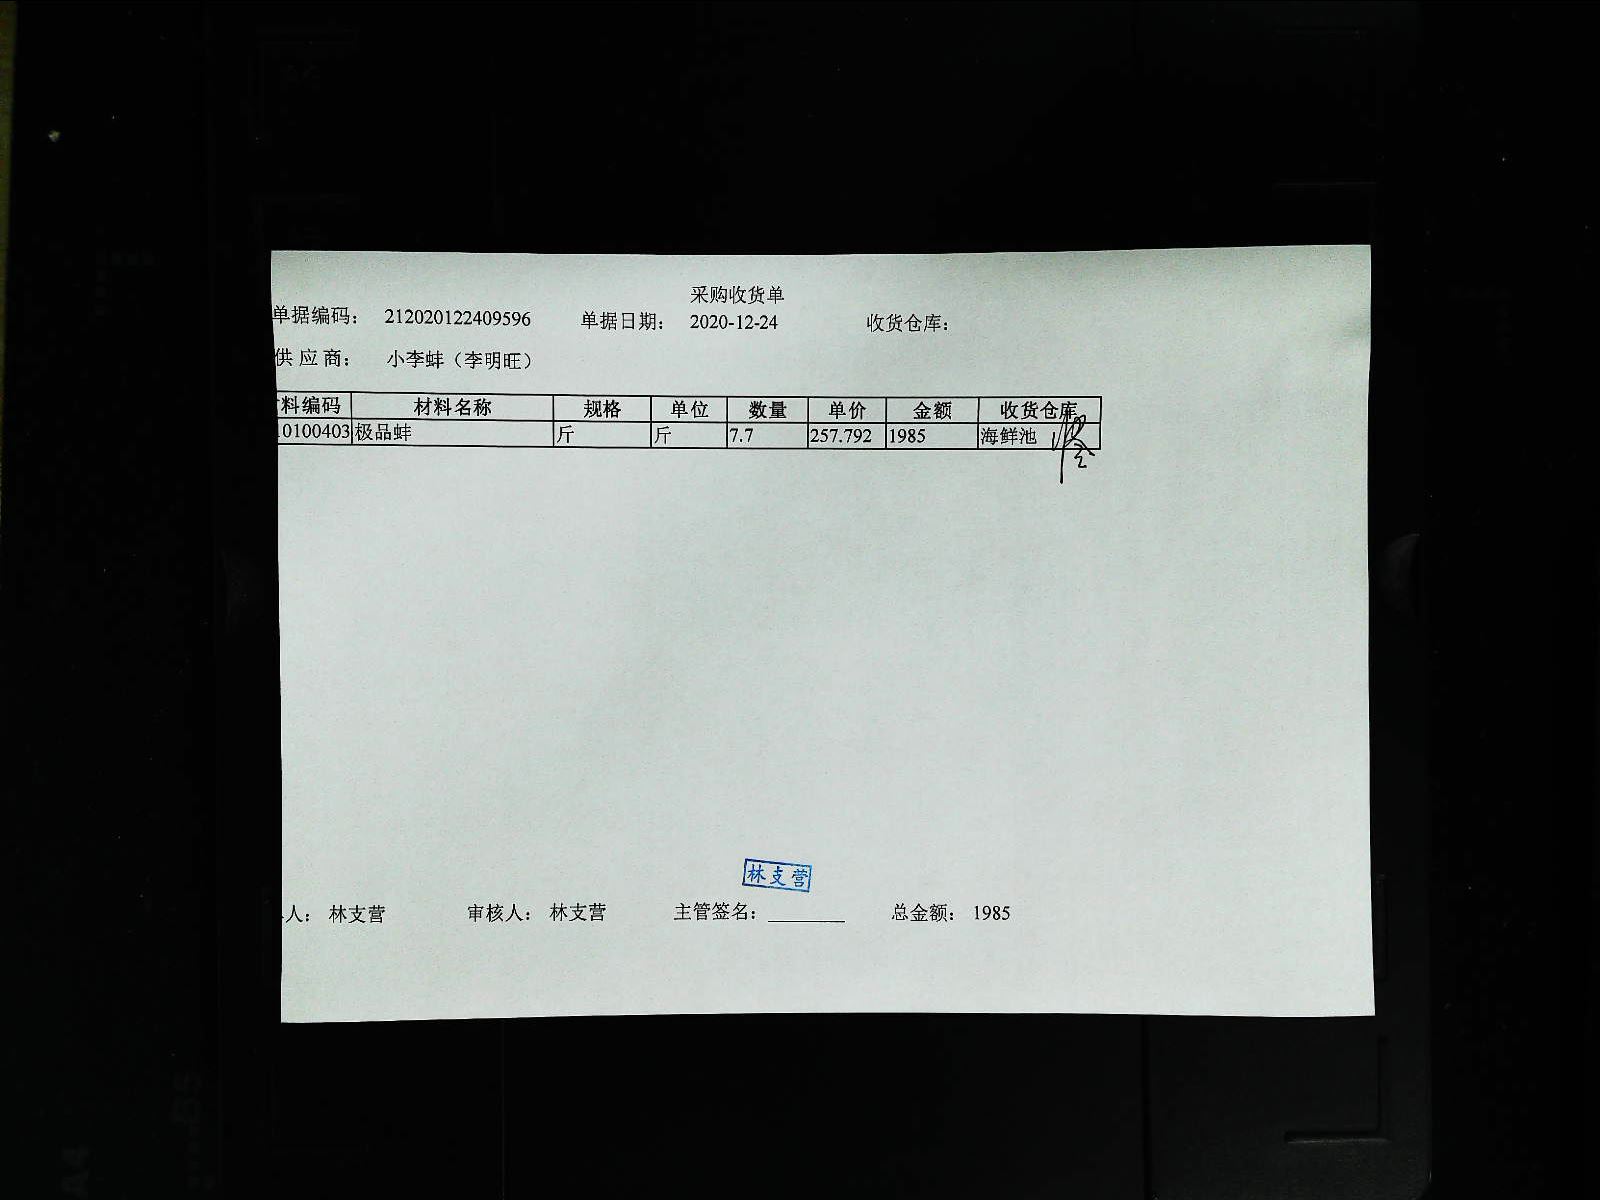 采购收货单
单据编码: 212020122409596 单据日期: 2020-12-24 收货仓库:
供应商: 小李蚌（李明旺）
料编码 材料名称 规格 单位 数量 单价 金额 收货仓库
10100403 极品蚌 斤 斤 7.7 257.792 1985 海鲜池
林支营
人: 林支营 审核人: 林支营 主管签名: ________ 总金额: 1985